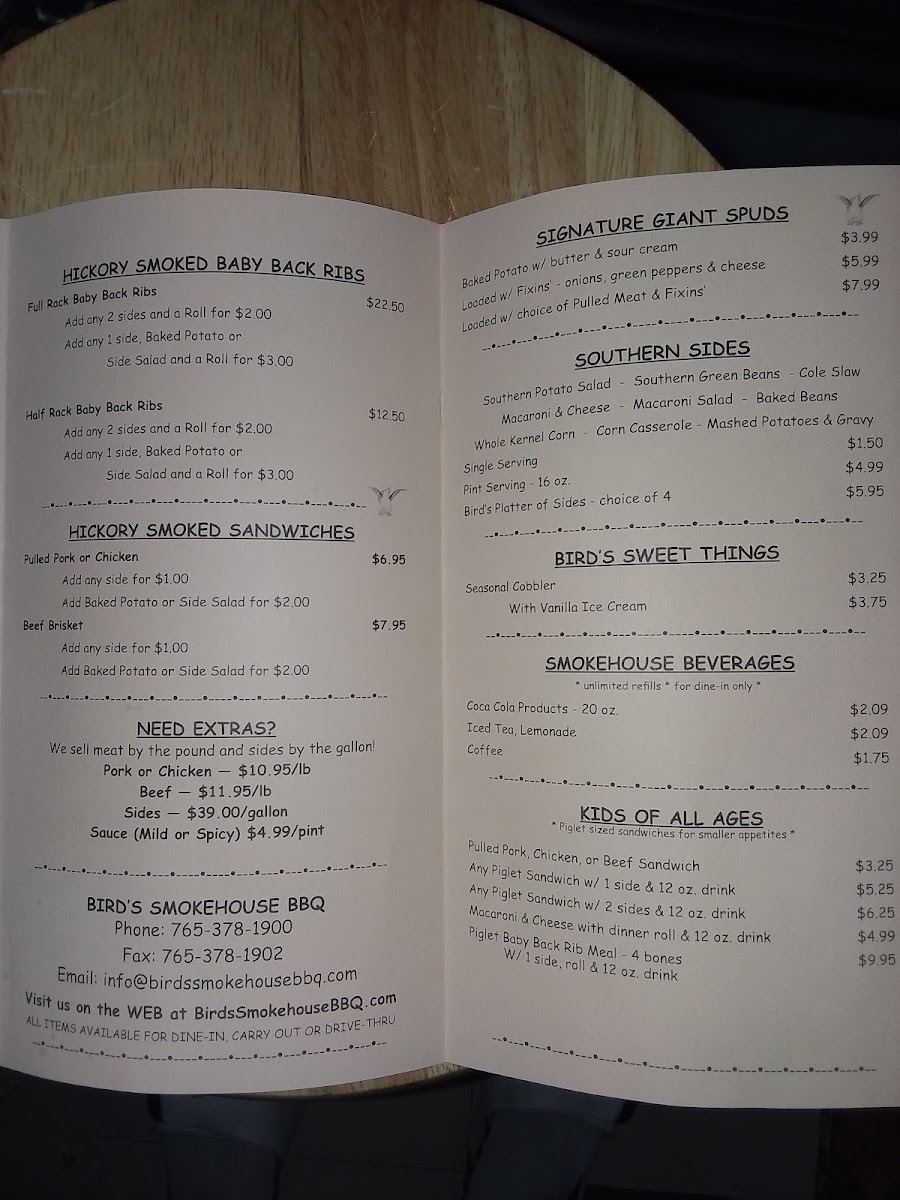 HICKORY SMOKED BABY BACK RIBS
Full Rack Baby Back Ribs $22.50
Add any 2 sides and a Roll for $2.00
Add any 1 side, Baked Potato or
Side Salad and a Roll for $3.00
Half Rack Baby Back Ribs $12.50
Add any 2 sides and a Roll for $2.00
Add any 1 side, Baked Potato or
Side Salad and a Roll for $3.00
HICKORY SMOKED SANDWICHES
Pulled Pork or Chicken $6.95
Add any side for $1.00
Add Baked Potato or Side Salad for $2.00
Beef Brisket $7.95
Add any side for $1.00
Add Baked Potato or Side Salad for $2.00
NEED EXTRAS?
We sell meat by the pound and sides by the gallon!
Pork or Chicken — $10.95/lb
Beef — $11.95/lb
Sides — $39.00/gallon
Sauce (Mild or Spicy) $4.99/pint
BIRD'S SMOKEHOUSE BBQ
Phone: 765-378-1900
Fax: 765-378-1902
Email: info@birdssmokehousebbq.com
Visit us on the WEB at BirdsSmokehouseBBQ.com
ALL ITEMS AVAILABLE FOR DINE-IN, CARRY OUT OR DRIVE-THRU
SIGNATURE GIANT SPUDS
Baked Potato w/ butter & sour cream $3.99
Loaded w/ Fixins' - onions, green peppers & cheese $5.99
Loaded w/ choice of Pulled Meat & Fixins' $7.99
SOUTHERN SIDES
Southern Potato Salad - Southern Green Beans - Cole Slaw
Macaroni & Cheese - Macaroni Salad - Baked Beans
Whole Kernel Corn - Corn Casserole - Mashed Potatoes & Gravy
Single Serving $1.50
Pint Serving - 16 oz. $4.99
Bird's Platter of Sides - choice of 4 $5.95
BIRD'S SWEET THINGS
Seasonal Cobbler $3.25
With Vanilla Ice Cream $3.75
SMOKEHOUSE BEVERAGES
* unlimited refills * for dine-in only *
Coca Cola Products - 20 oz. $2.09
Iced Tea, Lemonade $2.09
Coffee $1.75
KIDS OF ALL AGES
* Piglet sized sandwiches for smaller appetites *
Pulled Pork, Chicken, or Beef Sandwich $3.25
Any Piglet Sandwich w/ 1 side & 12 oz. drink $5.25
Any Piglet Sandwich w/ 2 sides & 12 oz. drink $6.25
Macaroni & Cheese with dinner roll & 12 oz. drink $4.99
Piglet Baby Back Rib Meal - 4 bones $9.95
W/ 1 side, roll & 12 oz. drink